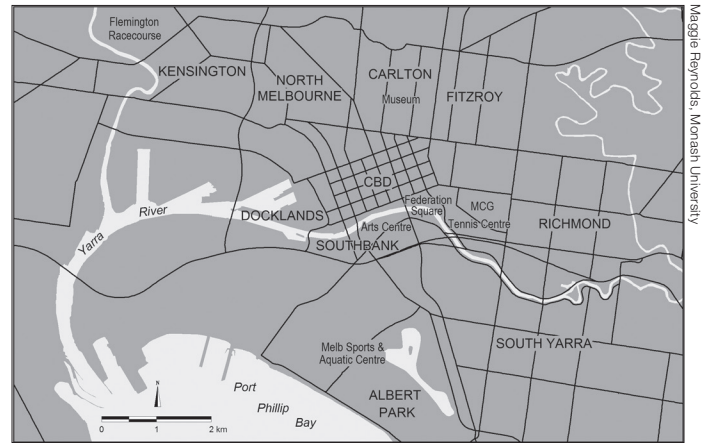 Flemington
Racecourse
KENSINGTON
NORTH
MELBOURNE
CARLTON
Museum
FITZROY
CBD
Federation
Square
MCG
Tennis Centre
RICHMOND
Yarra
River
DOCKLANDS
Arts Centre
SOUTHBANK
SOUTH YARRA
Melb Sports &
Aquatic Centre
ALBERT
PARK
Port
Phillip
Bay
N
0 1 2 km
Maggie Reynolds, Monash University